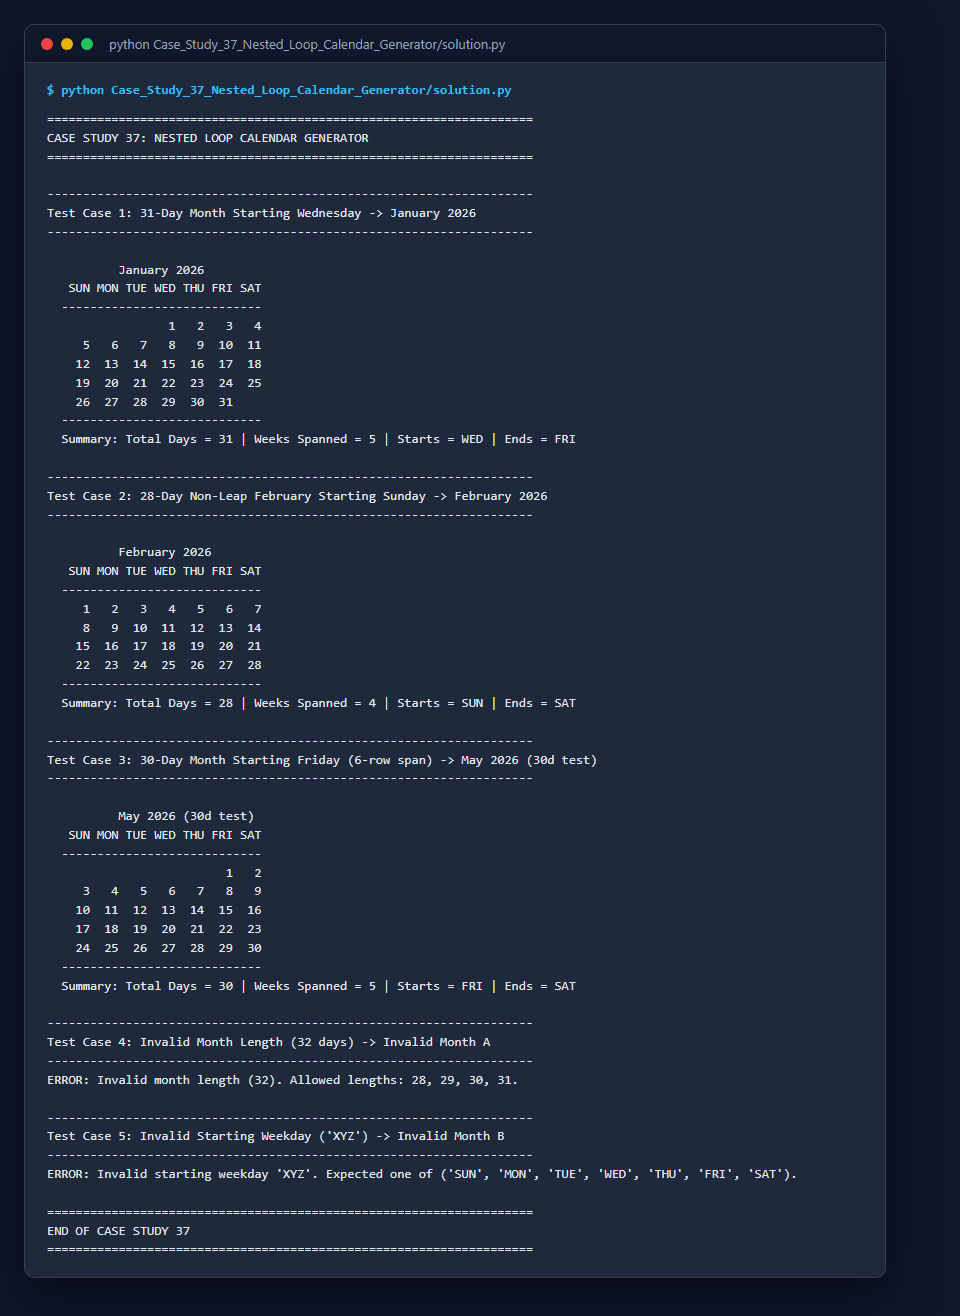 python Case_Study_37_Nested_Loop_Calendar_Generator/solution.py
$ python Case_Study_37_Nested_Loop_Calendar_Generator/solution.py
====================================================================
CASE STUDY 37: NESTED LOOP CALENDAR GENERATOR
====================================================================
--------------------------------------------------------------------
Test Case 1: 31-Day Month Starting Wednesday -> January 2026
--------------------------------------------------------------------
          January 2026
   SUN MON TUE WED THU FRI SAT
  ----------------------------
                 1   2   3   4
     5   6   7   8   9  10  11
    12  13  14  15  16  17  18
    19  20  21  22  23  24  25
    26  27  28  29  30  31
  ----------------------------
  Summary: Total Days = 31 | Weeks Spanned = 5 | Starts = WED | Ends = FRI
--------------------------------------------------------------------
Test Case 2: 28-Day Non-Leap February Starting Sunday -> February 2026
--------------------------------------------------------------------
          February 2026
   SUN MON TUE WED THU FRI SAT
  ----------------------------
     1   2   3   4   5   6   7
     8   9  10  11  12  13  14
    15  16  17  18  19  20  21
    22  23  24  25  26  27  28
  ----------------------------
  Summary: Total Days = 28 | Weeks Spanned = 4 | Starts = SUN | Ends = SAT
--------------------------------------------------------------------
Test Case 3: 30-Day Month Starting Friday (6-row span) -> May 2026 (30d test)
--------------------------------------------------------------------
          May 2026 (30d test)
   SUN MON TUE WED THU FRI SAT
  ----------------------------
                         1   2
     3   4   5   6   7   8   9
    10  11  12  13  14  15  16
    17  18  19  20  21  22  23
    24  25  26  27  28  29  30
  ----------------------------
  Summary: Total Days = 30 | Weeks Spanned = 5 | Starts = FRI | Ends = SAT
--------------------------------------------------------------------
Test Case 4: Invalid Month Length (32 days) -> Invalid Month A
--------------------------------------------------------------------
ERROR: Invalid month length (32). Allowed lengths: 28, 29, 30, 31.
--------------------------------------------------------------------
Test Case 5: Invalid Starting Weekday ('XYZ') -> Invalid Month B
--------------------------------------------------------------------
ERROR: Invalid starting weekday 'XYZ'. Expected one of ('SUN', 'MON', 'TUE', 'WED', 'THU', 'FRI', 'SAT').
====================================================================
END OF CASE STUDY 37
====================================================================